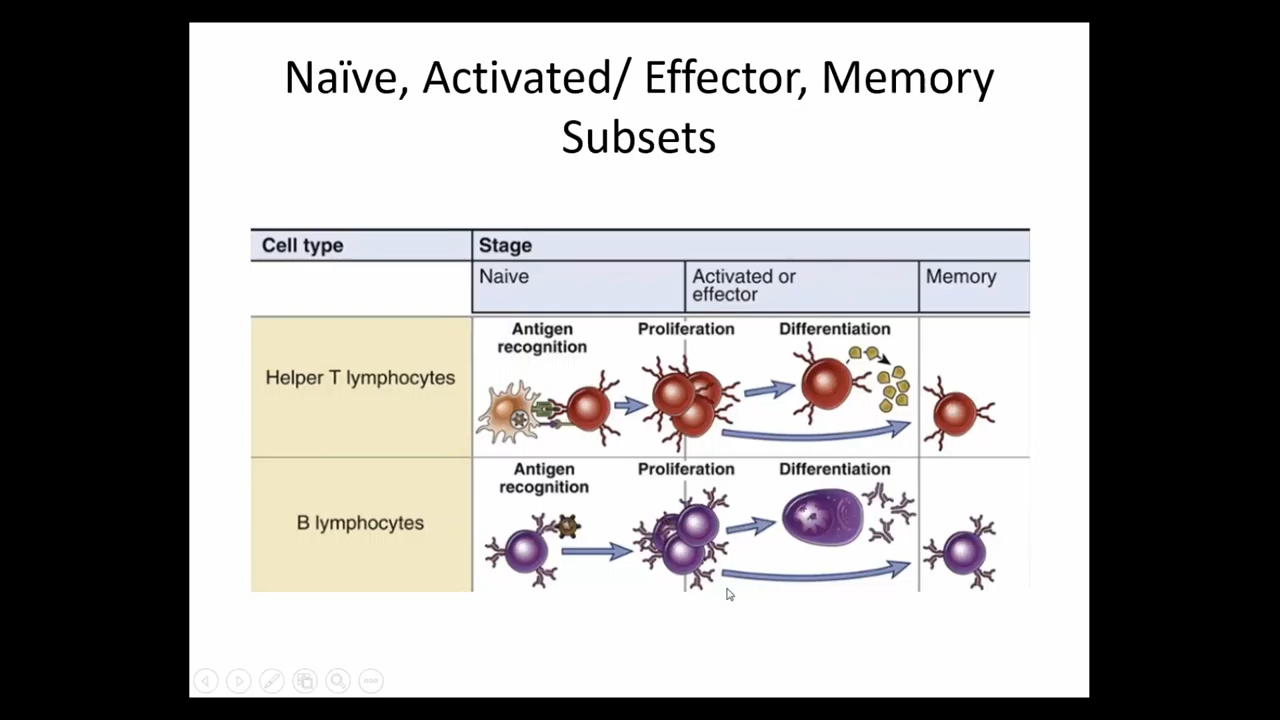 Naïve, Activated/ Effector, Memory
Subsets
Cell type
Stage
Naive
Activated or
effector
Memory
Antigen
recognition
Proliferation
Differentiation
Helper T lymphocytes
Antigen
recognition
Proliferation
Differentiation
B lymphocytes